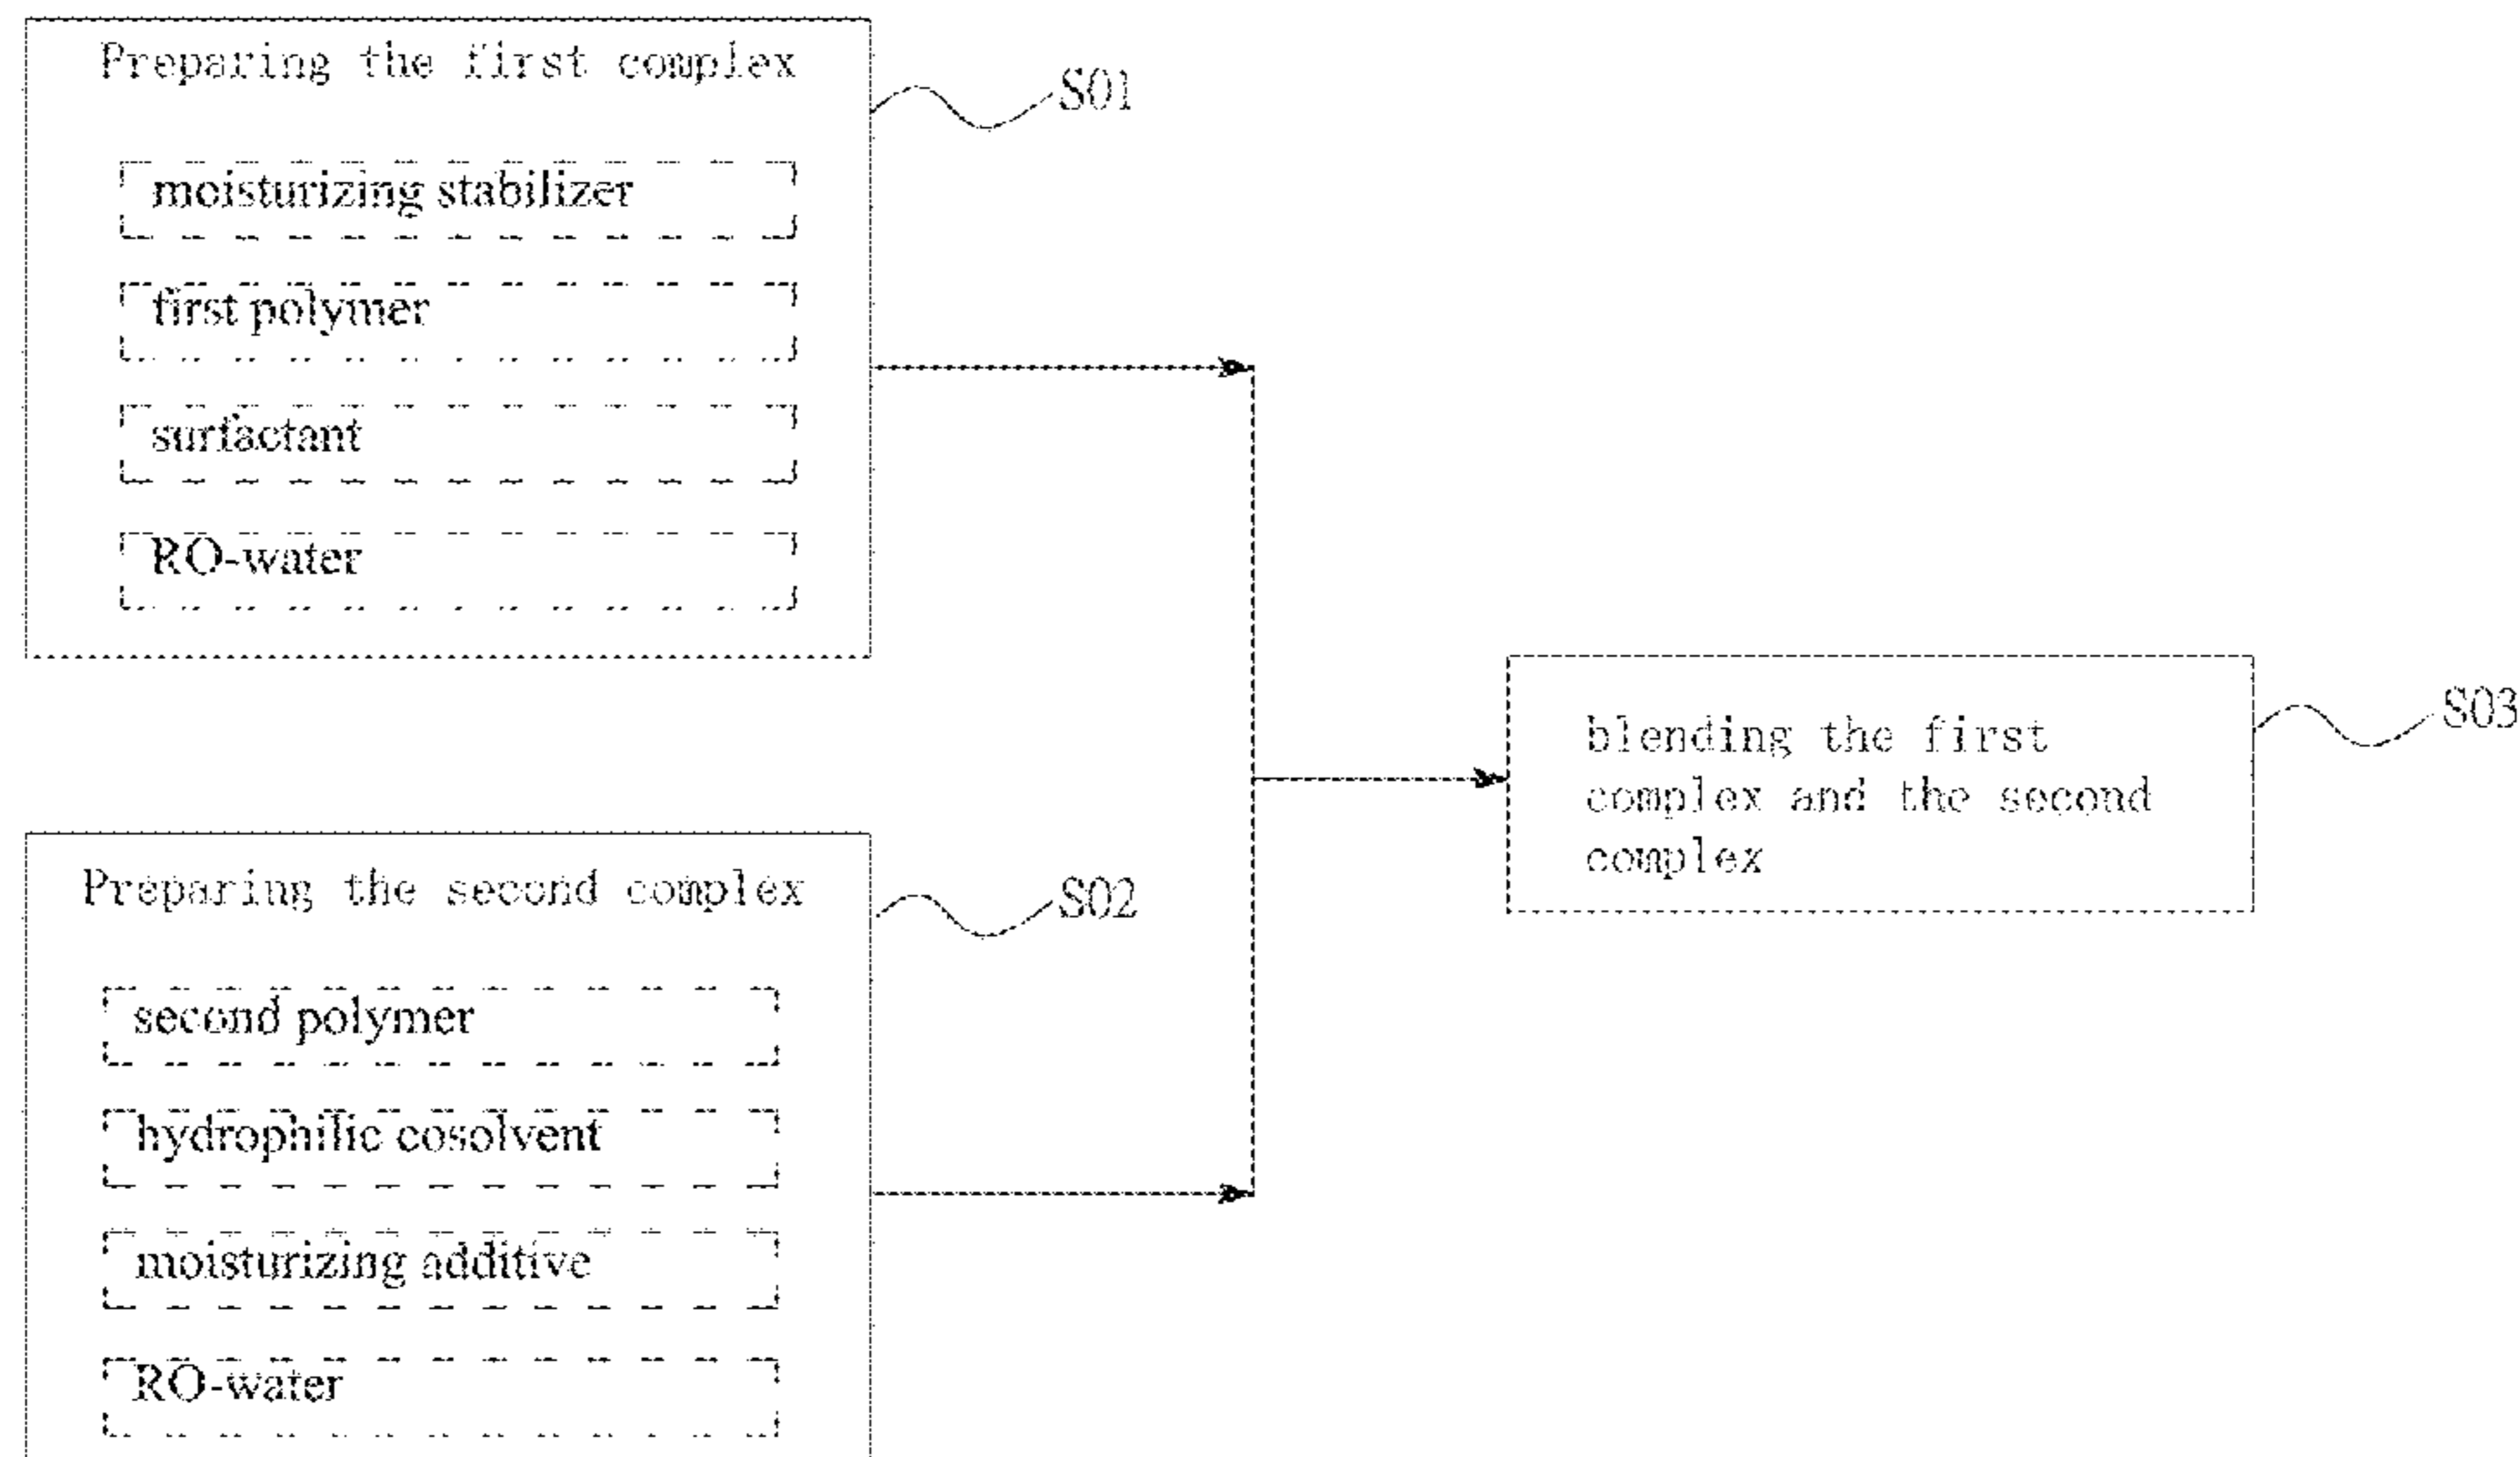 Preparing the first complex
S01
moisturizing stabilizer
first polymer
surfactant
RO-water
Preparing the second complex
S02
second polymer
hydrophilic cosolvent
moisturizing additive
RO-water
blending the first
complex and the second
complex
S03